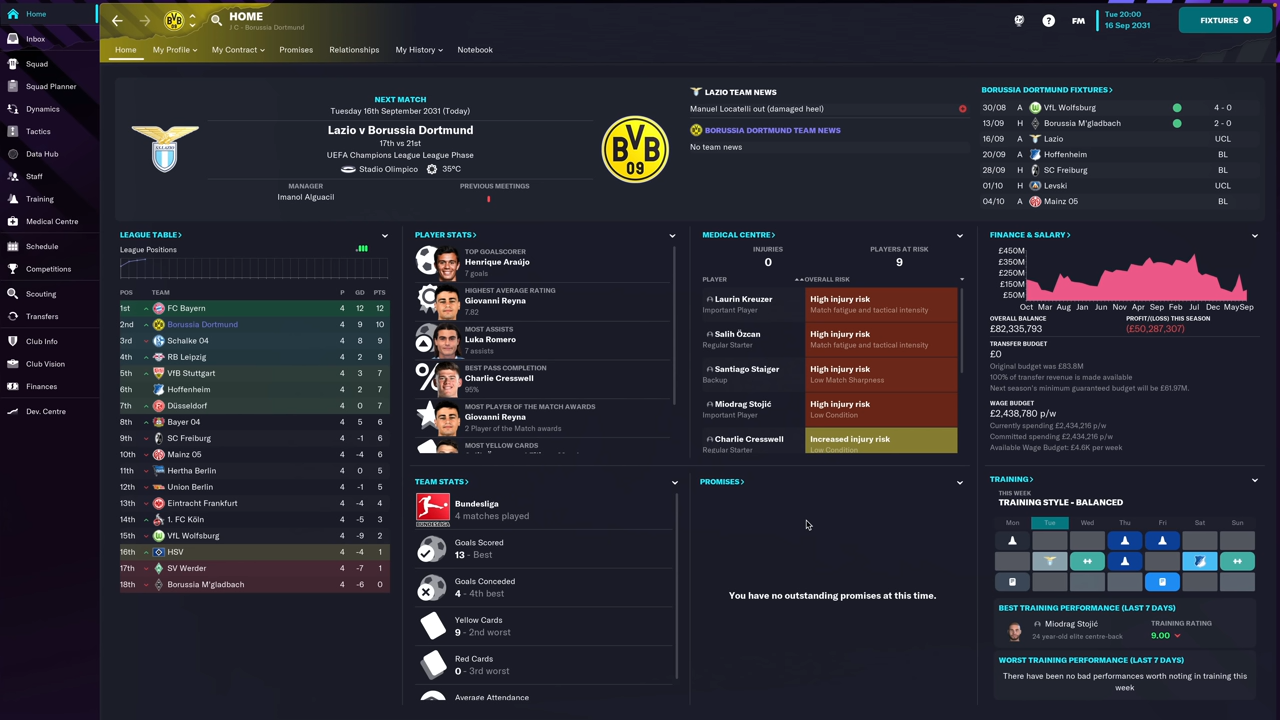 Home
Inbox
Squad
Squad Planner
Dynamics
Tactics
Data Hub
Staff
Training
Medical Centre
Schedule
Competitions
Scouting
Transfers
Club Info
Club Vision
Finances
Dev. Centre
HOME
J C - Borussia Dortmund
FM
Tue 20:00
16 Sep 2031
FIXTURES
Home
My Profile
My Contract
Promises
Relationships
My History
Notebook
NEXT MATCH
Tuesday 16th September 2031 (Today)
Lazio v Borussia Dortmund
17th vs 21st
UEFA Champions League League Phase
Stadio Olimpico
35°C
MANAGER
Imanol Alguacil
PREVIOUS MEETINGS
BVB
09
LAZIO TEAM NEWS
Manuel Locatelli out (damaged heel)
BORUSSIA DORTMUND TEAM NEWS
No team news
BORUSSIA DORTMUND FIXTURES>
30/08 A VfL Wolfsburg 4 - 0
13/09 H Borussia M'gladbach 2 - 0
16/09 A Lazio UCL
20/09 A Hoffenheim BL
28/09 H SC Freiburg BL
01/10 H Levski UCL
04/10 A Mainz 05 BL
LEAGUE TABLE>
League Positions
POS TEAM P GD PTS
1st FC Bayern 4 12 12
2nd Borussia Dortmund 4 9 10
3rd Schalke 04 4 8 9
4th RB Leipzig 4 2 9
5th VfB Stuttgart 4 3 7
6th Hoffenheim 4 2 7
7th Düsseldorf 4 0 7
8th Bayer 04 4 5 6
9th SC Freiburg 4 -1 6
10th Mainz 05 4 -4 6
11th Hertha Berlin 4 0 5
12th Union Berlin 4 -1 5
13th Eintracht Frankfurt 4 -4 4
14th 1. FC Köln 4 -5 3
15th VfL Wolfsburg 4 -9 2
16th HSV 4 -4 1
17th SV Werder 4 -7 1
18th Borussia M'gladbach 4 -6 0
PLAYER STATS>
TOP GOALSCORER
Henrique Araújo
7 goals
HIGHEST AVERAGE RATING
Giovanni Reyna
7.82
MOST ASSISTS
Luka Romero
7 assists
BEST PASS COMPLETION
Charlie Cresswell
95%
MOST PLAYER OF THE MATCH AWARDS
Giovanni Reyna
2 Player of the Match awards
MOST YELLOW CARDS
TEAM STATS>
Bundesliga
4 matches played
Goals Scored
13 - Best
Goals Conceded
4 - 4th best
Yellow Cards
9 - 2nd worst
Red Cards
0 - 3rd worst
Average Attendance
MEDICAL CENTRE>
INJURIES
0
PLAYERS AT RISK
9
PLAYER
OVERALL RISK
Laurin Kreuzer
Important Player
High injury risk
Match fatigue and tactical intensity
Salih Özcan
Regular Starter
High injury risk
Match fatigue and tactical intensity
Santiago Staiger
Backup
High injury risk
Low Match Sharpness
Miodrag Stojić
Important Player
High injury risk
Low Condition
Charlie Cresswell
Regular Starter
Increased injury risk
Low Condition
PROMISES>
You have no outstanding promises at this time.
FINANCE & SALARY>
£450M
£350M
£250M
£150M
£50M
Oct Mar Aug Jan Jun Nov Apr Sep Feb Jul Dec May Sep
OVERALL BALANCE
£82,335,793
PROFIT/(LOSS) THIS SEASON
(£50,287,307)
TRANSFER BUDGET
£0
Original budget was £83.8M
100% of transfer revenue is made available
Next season's minimum guaranteed budget will be £61.97M.
WAGE BUDGET
£2,438,780 p/w
Currently spending £2,434,216 p/w
Committed spending £2,434,216 p/w
Available Wage Budget: £4.6K per week
TRAINING>
THIS WEEK
TRAINING STYLE - BALANCED
Mon Tue Wed Thu Fri Sat Sun
BEST TRAINING PERFORMANCE (LAST 7 DAYS)
Miodrag Stojić
24 year-old elite centre-back
TRAINING RATING
9.00
WORST TRAINING PERFORMANCE (LAST 7 DAYS)
There have been no bad performances worth noting in training this
week